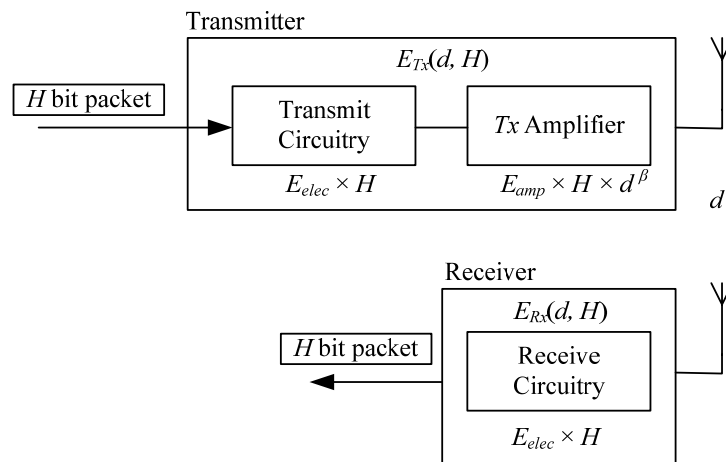 Transmitter
E_Tx(d, H)
H bit packet
Transmit
Circuitry
Tx Amplifier
E_elec × H
E_amp × H × d^β
d
Receiver
E_Rx(d, H)
H bit packet
Receive
Circuitry
E_elec × H